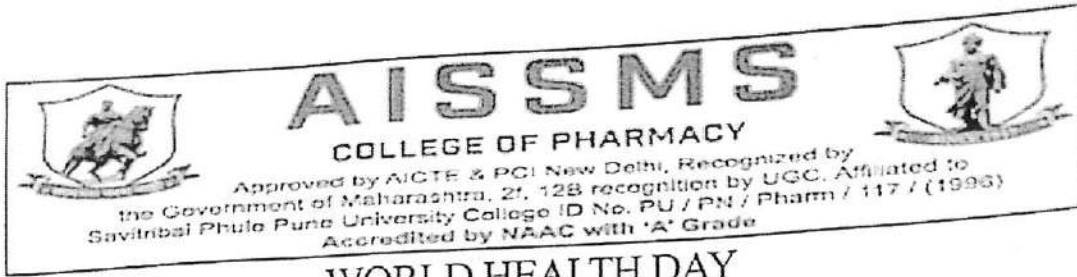 AISSMS
COLLEGE OF PHARMACY
Approved by AICTE & PCI New Delhi, Recognized by
the Government of Maharashtra, 2f, 12B recognition by UGC. Affiliated to
Savitribai Phule Pune University College ID No. PU / PN / Pharm / 117 / (1996)
Accredited by NAAC with 'A' Grade
WORLD HEALTH DAY